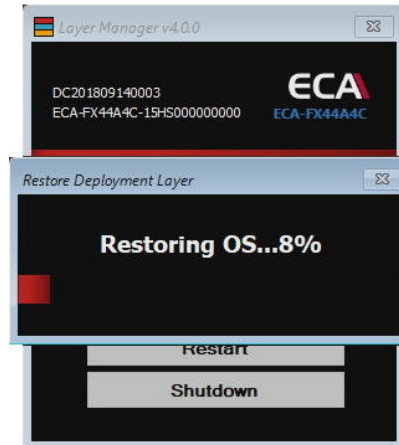 Layer Manager v4.0.0
DC201809140003
ECA-FX44A4C-15HS000000000
ECA
ECA-FX44A4C
Restore Deployment Layer
Restoring OS...8%
Restart
Shutdown